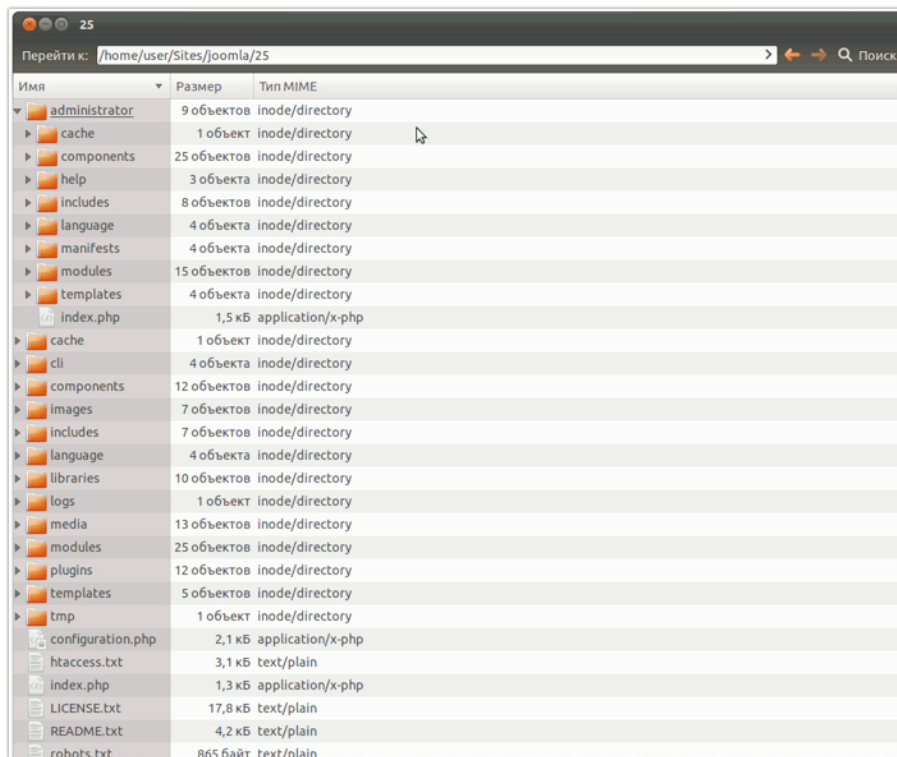 25
Перейти к: /home/user/Sites/joomla/25 Поиск
Имя Размер Тип MIME
administrator 9 объектов inode/directory
cache 1 объект inode/directory
components 25 объектов inode/directory
help 3 объекта inode/directory
includes 8 объектов inode/directory
language 4 объекта inode/directory
manifests 4 объекта inode/directory
modules 15 объектов inode/directory
templates 4 объекта inode/directory
index.php 1,5 кБ application/x-php
cache 1 объект inode/directory
cli 4 объекта inode/directory
components 12 объектов inode/directory
images 7 объектов inode/directory
includes 7 объектов inode/directory
language 4 объекта inode/directory
libraries 10 объектов inode/directory
logs 1 объект inode/directory
media 13 объектов inode/directory
modules 25 объектов inode/directory
plugins 12 объектов inode/directory
templates 5 объектов inode/directory
tmp 1 объект inode/directory
configuration.php 2,1 кБ application/x-php
htaccess.txt 3,1 кБ text/plain
index.php 1,3 кБ application/x-php
LICENSE.txt 17,8 кБ text/plain
README.txt 4,2 кБ text/plain
robots.txt 865 байт text/plain